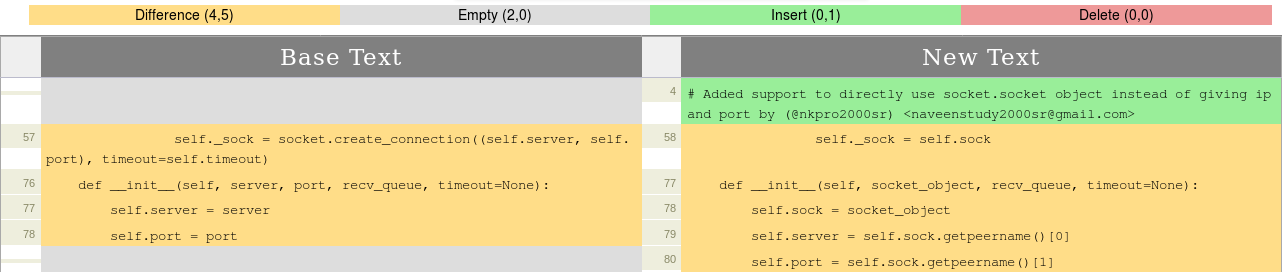 Difference (4,5) Empty (2,0) Insert (0,1) Delete (0,0)
Base Text New Text
4 # Added support to directly use socket.socket object instead of giving ip
and port by (@nkpro2000sr) <naveenstudy2000sr@gmail.com>
57 self._sock = socket.create_connection((self.server, self.
port), timeout=self.timeout)
58 self._sock = self.sock
76 def __init__(self, server, port, recv_queue, timeout=None):
77 def __init__(self, socket_object, recv_queue, timeout=None):
77 self.server = server
78 self.sock = socket_object
78 self.port = port
79 self.server = self.sock.getpeername()[0]
80 self.port = self.sock.getpeername()[1]